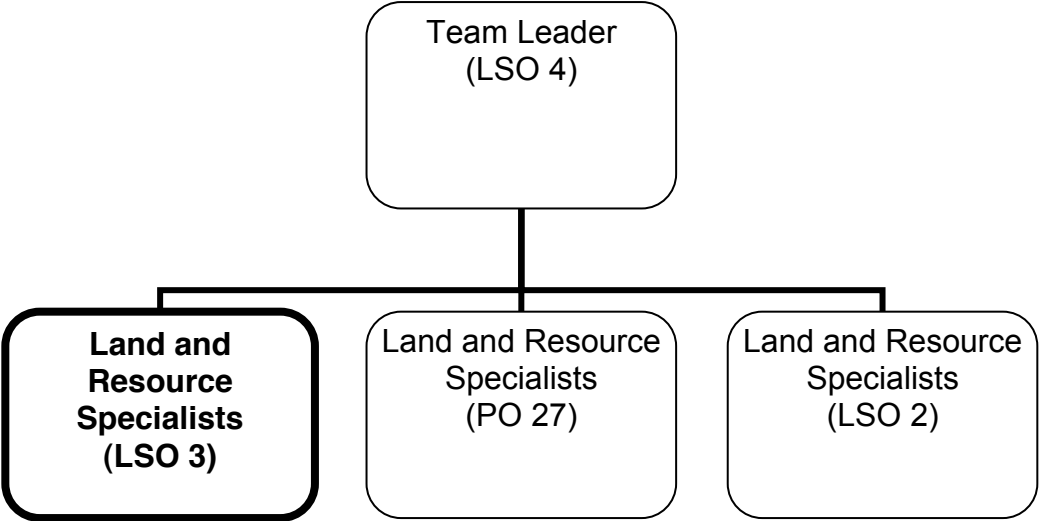 Team Leader
(LSO 4)
Land and
Resource
Specialists
(LSO 3)
Land and Resource
Specialists
(PO 27)
Land and Resource
Specialists
(LSO 2)